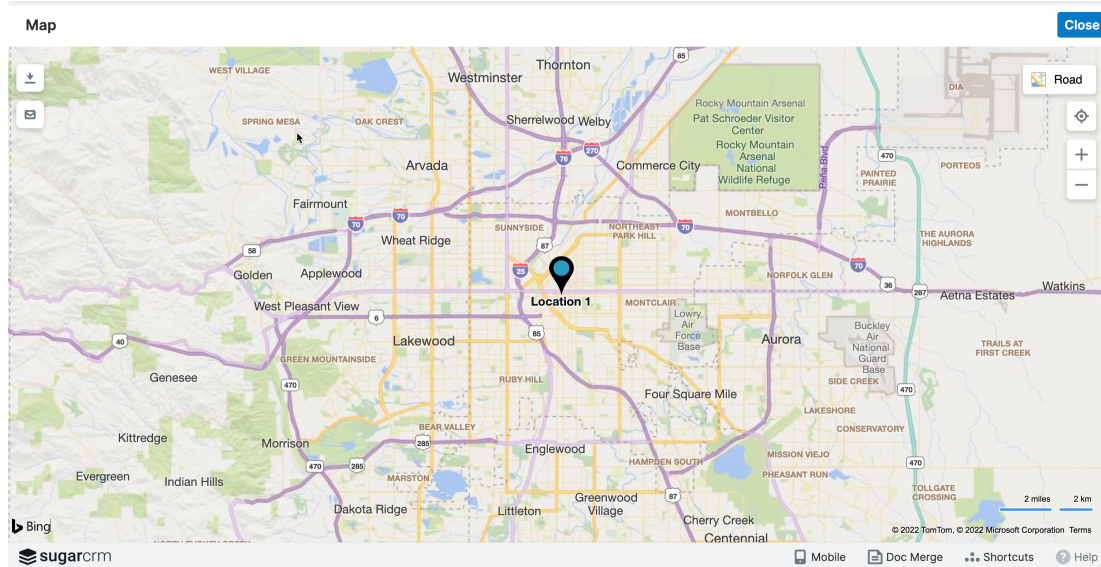 Map
Close
WEST VILLAGE
Thornton
Westminster
85
DIA
Road
Rocky Mountain Arsenal
Pat Schroeder Visitor
Center
Rocky Mountain
Arsenal
National
Wildlife Refuge
SPRING MESA
OAK CREST
Sherrelwood
Welby
270
76
Arvada
Commerce City
Peña Blvd
470
PAINTED
PRAIRIE
PORTEOS
Fairmount
70
70
MONTBELLO
SUNNYSIDE
NORTHEAST
PARK HILL
70
Wheat Ridge
87
THE AURORA
HIGHLANDS
58
Golden
Applewood
25
70
NORFOLK GLEN
36
287
Aetna Estates
Watkins
Location 1
MONTCLAIR
West Pleasant View
6
Lowry
Air
Force
Base
Buckley
Air
National
Guard
Base
40
Lakewood
85
Aurora
TRAILS AT
FIRST CREEK
GREEN MOUNTAINSIDE
Genesee
470
RUBY HILL
SIDE CREEK
470
Four Square Mile
LAKESHORE
CONSERVATORY
BEAR VALLEY
Kittredge
Morrison
285
Englewood
MISSION VIEJO
HAMPDEN SOUTH
470
285
470
PHEASANT RUN
Evergreen
Indian Hills
MARSTON
TOLLGATE
CROSSING
87
Greenwood
Village
2 miles
2 km
Dakota Ridge
Littleton
Cherry Creek
Bing
© 2022 TomTom, © 2022 Microsoft Corporation Terms
Centennial
sugarcrm
Mobile
Doc Merge
Shortcuts
Help